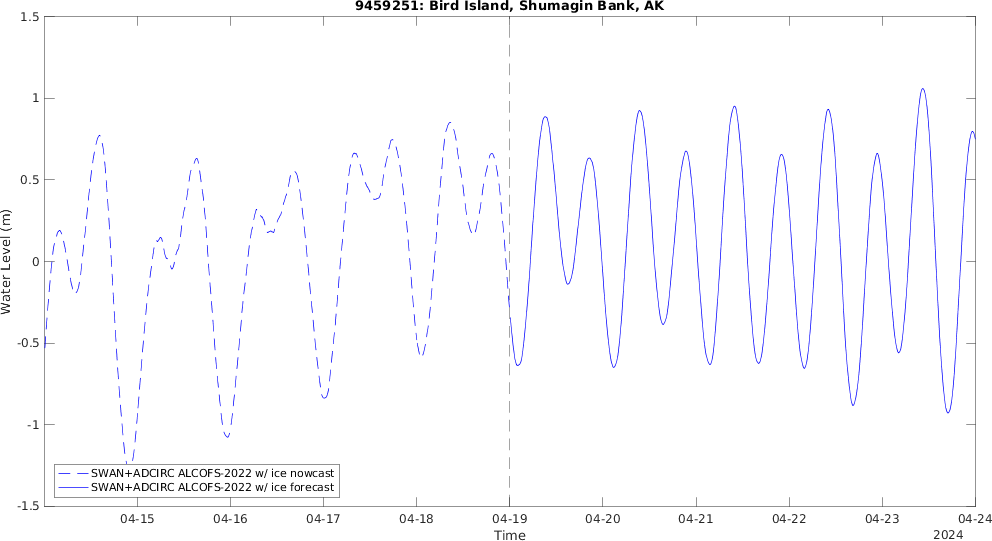 9459251: Bird Island, Shumagin Bank, AK
1.5
1
0.5
0
-0.5
-1
-1.5
Water Level (m)
SWAN+ADCIRC ALCOFS-2022 w/ ice nowcast
SWAN+ADCIRC ALCOFS-2022 w/ ice forecast
04-15 04-16 04-17 04-18 04-19 04-20 04-21 04-22 04-23 04-24
Time
2024